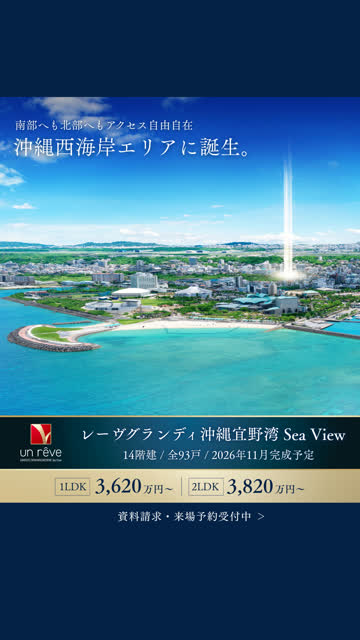 南部へも北部へもアクセス自由自在
沖縄西海岸エリアに誕生。
un rêve
レーヴグランディ沖縄宜野湾 Sea View
14階建 / 全93戸 / 2026年11月完成予定
1LDK 3,620万円～
2LDK 3,820万円～
資料請求・来場予約受付中 >